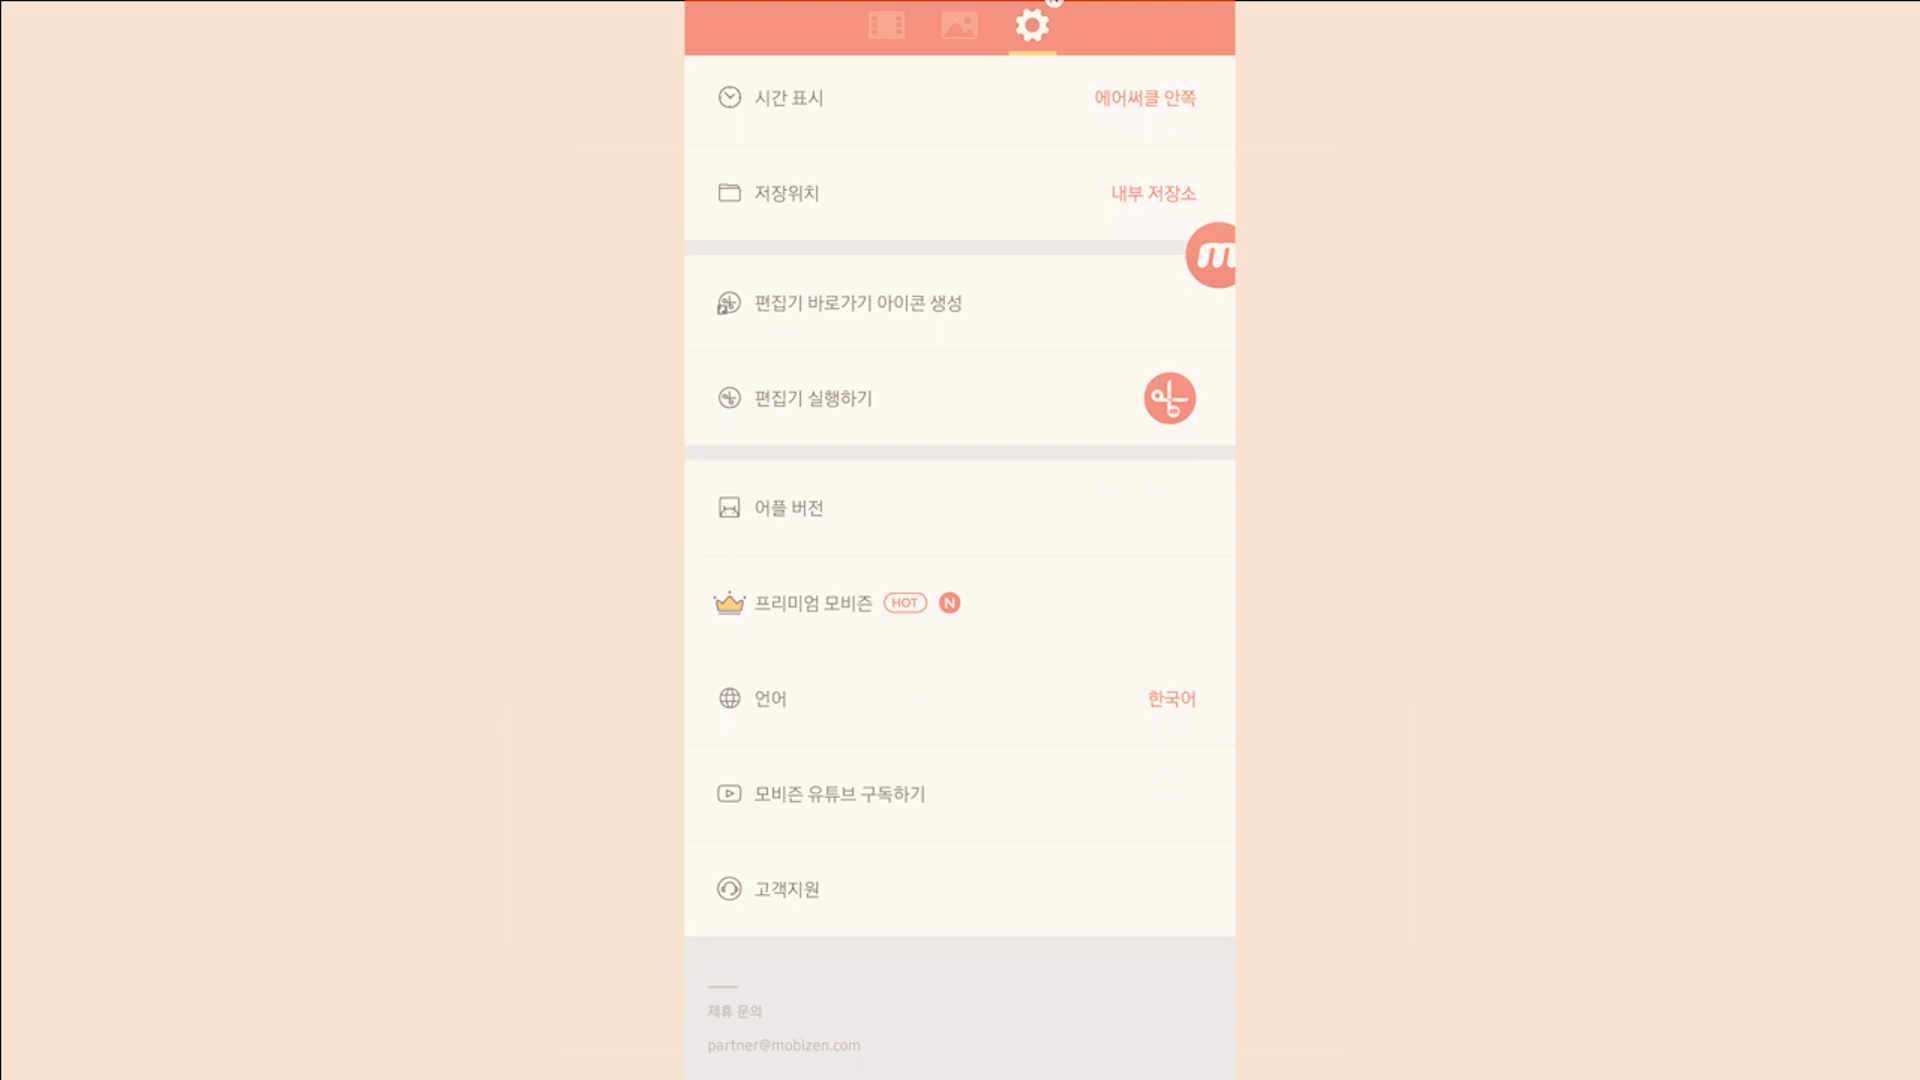 시간 표시
에어써클 안쪽
저장위치
내부 저장소
m
편집기 바로가기 아이콘 생성
편집기 실행하기
어플 버전
프리미엄 모비즌 HOT N
언어
한국어
모비즌 유튜브 구독하기
고객지원
제휴 문의
partner@mobizen.com